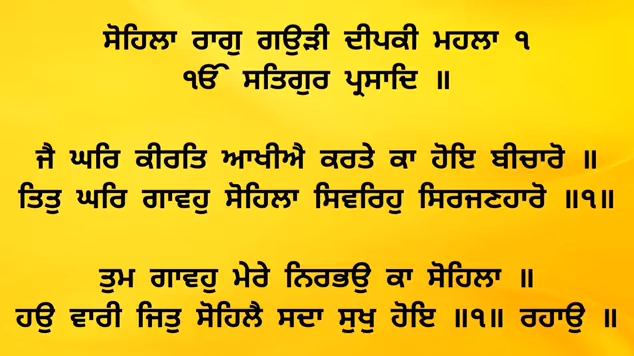 ਸੋਹਿਲਾ ਰਾਗੁ ਗਉੜੀ ਦੀਪਕੀ ਮਹਲਾ ੧
ੴ ਸਤਿਗੁਰ ਪ੍ਰਸਾਦਿ ॥
ਜੈ ਘਰਿ ਕੀਰਤਿ ਆਖੀਐ ਕਰਤੇ ਕਾ ਹੋਇ ਬੀਚਾਰੋ ॥
ਤਿਤੁ ਘਰਿ ਗਾਵਹੁ ਸੋਹਿਲਾ ਸਿਵਰਿਹੁ ਸਿਰਜਣਹਾਰੋ ॥੧॥
ਤੁਮ ਗਾਵਹੁ ਮੇਰੇ ਨਿਰਭਉ ਕਾ ਸੋਹਿਲਾ ॥
ਹਉ ਵਾਰੀ ਜਿਤੁ ਸੋਹਿਲੈ ਸਦਾ ਸੁਖੁ ਹੋਇ ॥੧॥ ਰਹਾਉ ॥